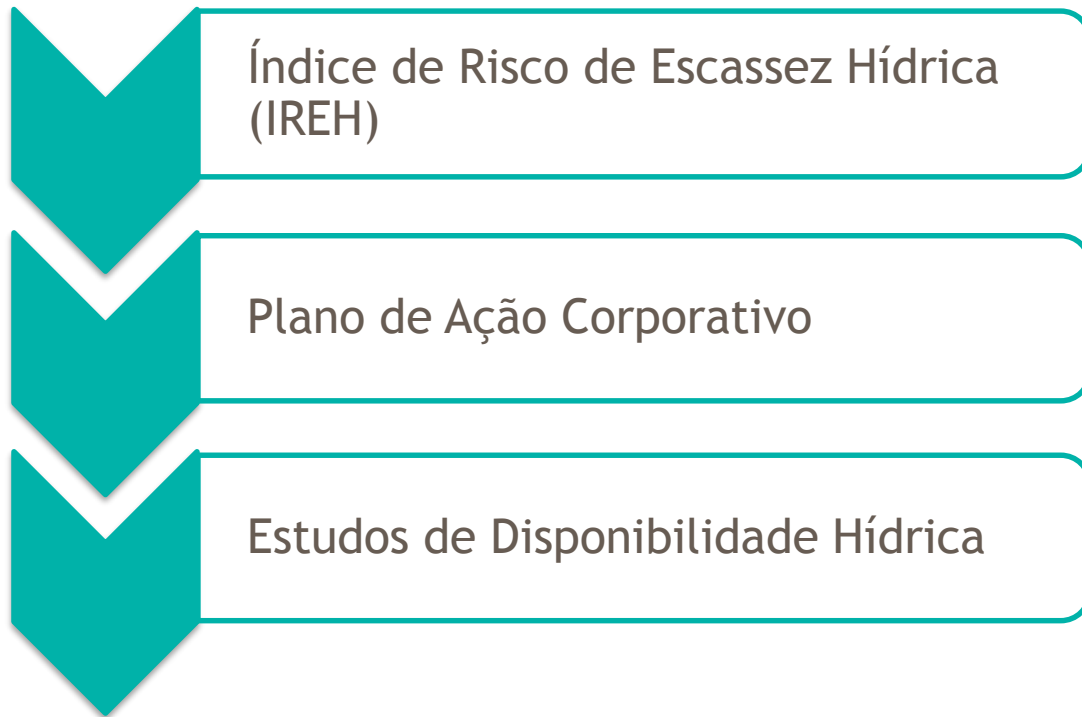 Índice de Risco de Escassez Hídrica
(IREH)
Plano de Ação Corporativo
Estudos de Disponibilidade Hídrica